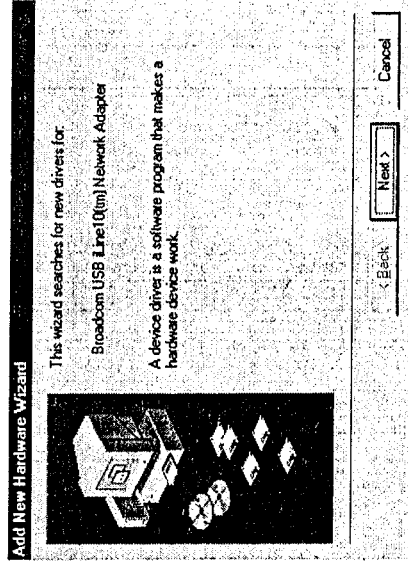 Add New Hardware Wizard
This wizard searches for new drivers for:
Broadcom USB iLine10(tm) Network Adapter
A device driver is a software program that makes a
hardware device work.
< Back
Next >
Cancel